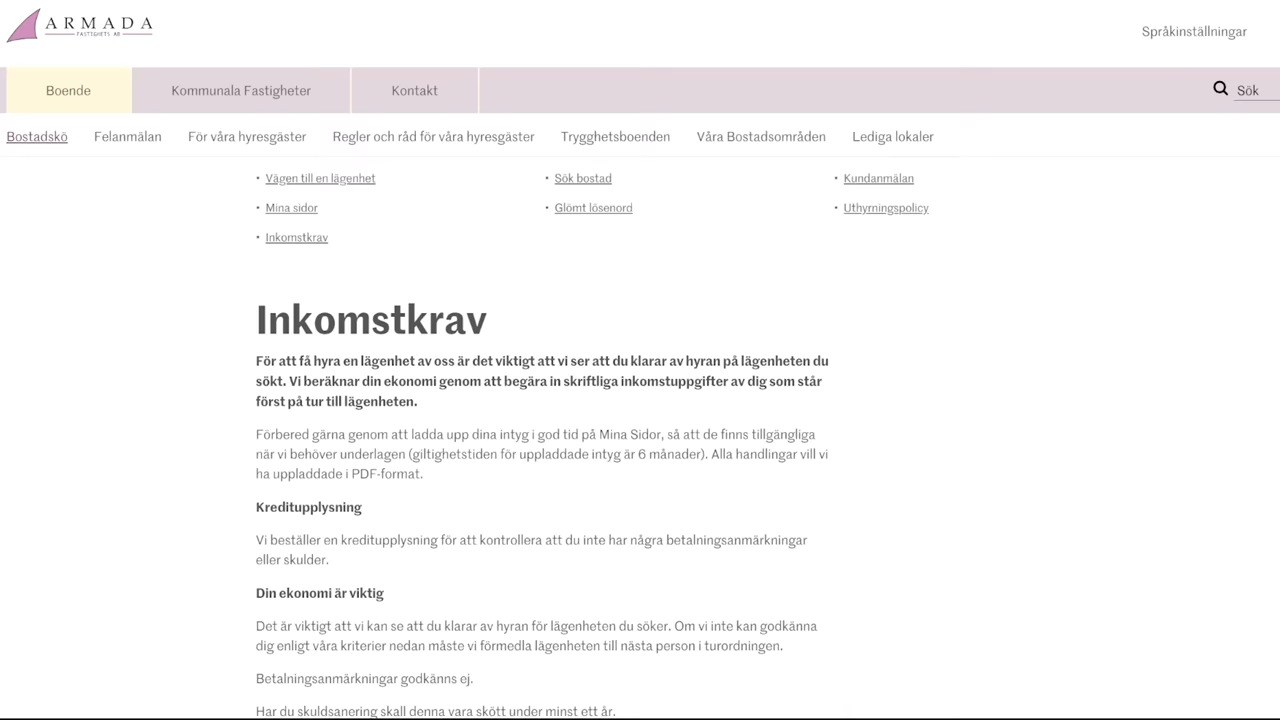 ARMADA
FASTIGHETS AB
Språkinställningar
Boende
Kommunala Fastigheter
Kontakt
Sök
Bostadskö
Felanmälan
För våra hyresgäster
Regler och råd för våra hyresgäster
Trygghetsboenden
Våra Bostadsområden
Lediga lokaler
• Vägen till en lägenhet
• Sök bostad
• Kundanmälan
• Mina sidor
• Glömt lösenord
• Uthyrningspolicy
• Inkomstkrav
Inkomstkrav
För att få hyra en lägenhet av oss är det viktigt att vi ser att du klarar av hyran på lägenheten du
sökt. Vi beräknar din ekonomi genom att begära in skriftliga inkomstuppgifter av dig som står
först på tur till lägenheten.
Förbered gärna genom att ladda upp dina intyg i god tid på Mina Sidor, så att de finns tillgängliga
när vi behöver underlagen (giltighetstiden för uppladdade intyg är 6 månader). Alla handlingar vill vi
ha uppladdade i PDF-format.
Kreditupplysning
Vi beställer en kreditupplysning för att kontrollera att du inte har några betalningsanmärkningar
eller skulder.
Din ekonomi är viktig
Det är viktigt att vi kan se att du klarar av hyran för lägenheten du söker. Om vi inte kan godkänna
dig enligt våra kriterier nedan måste vi förmedla lägenheten till nästa person i turordningen.
Betalningsanmärkningar godkänns ej.
Har du skuldsanering skall denna vara skött under minst ett år.